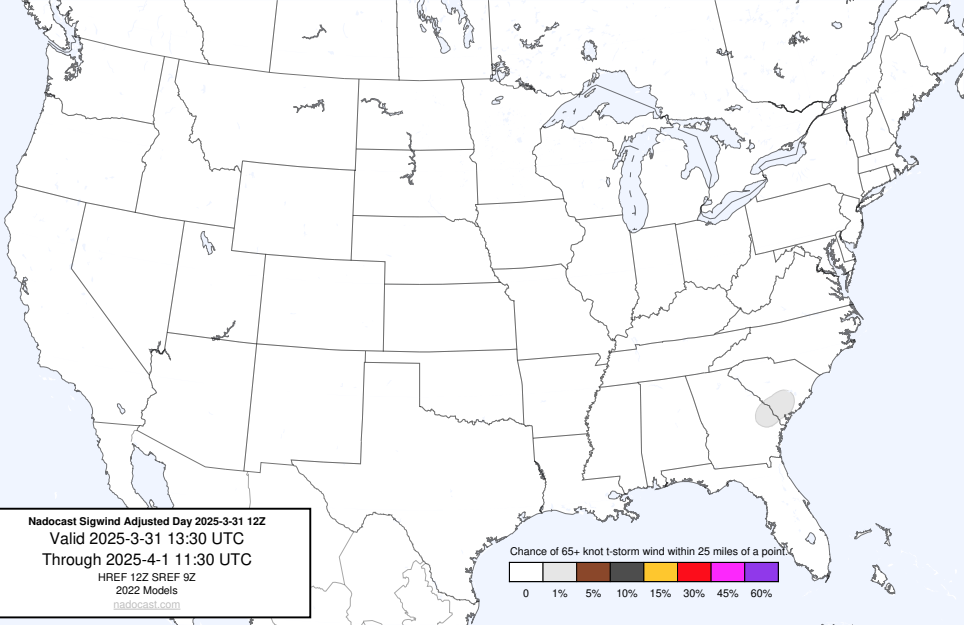 Nadocast Sigwind Adjusted Day 2025-3-31 12Z
Valid 2025-3-31 13:30 UTC
Through 2025-4-1 11:30 UTC
HREF 12Z SREF 9Z
2022 Models
nadocast.com
Chance of 65+ knot t-storm wind within 25 miles of a point.
0 1% 5% 10% 15% 30% 45% 60%